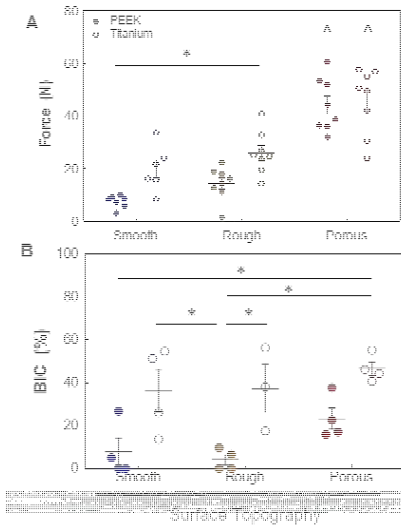 A
PEEK
Titanium
Force (N)
80
60
40
20
0
*
A A
Smooth Rough Porous
B
BIC (%)
100
80
60
40
20
0
*
*
* *
Smooth Rough Porous
Surface Topography